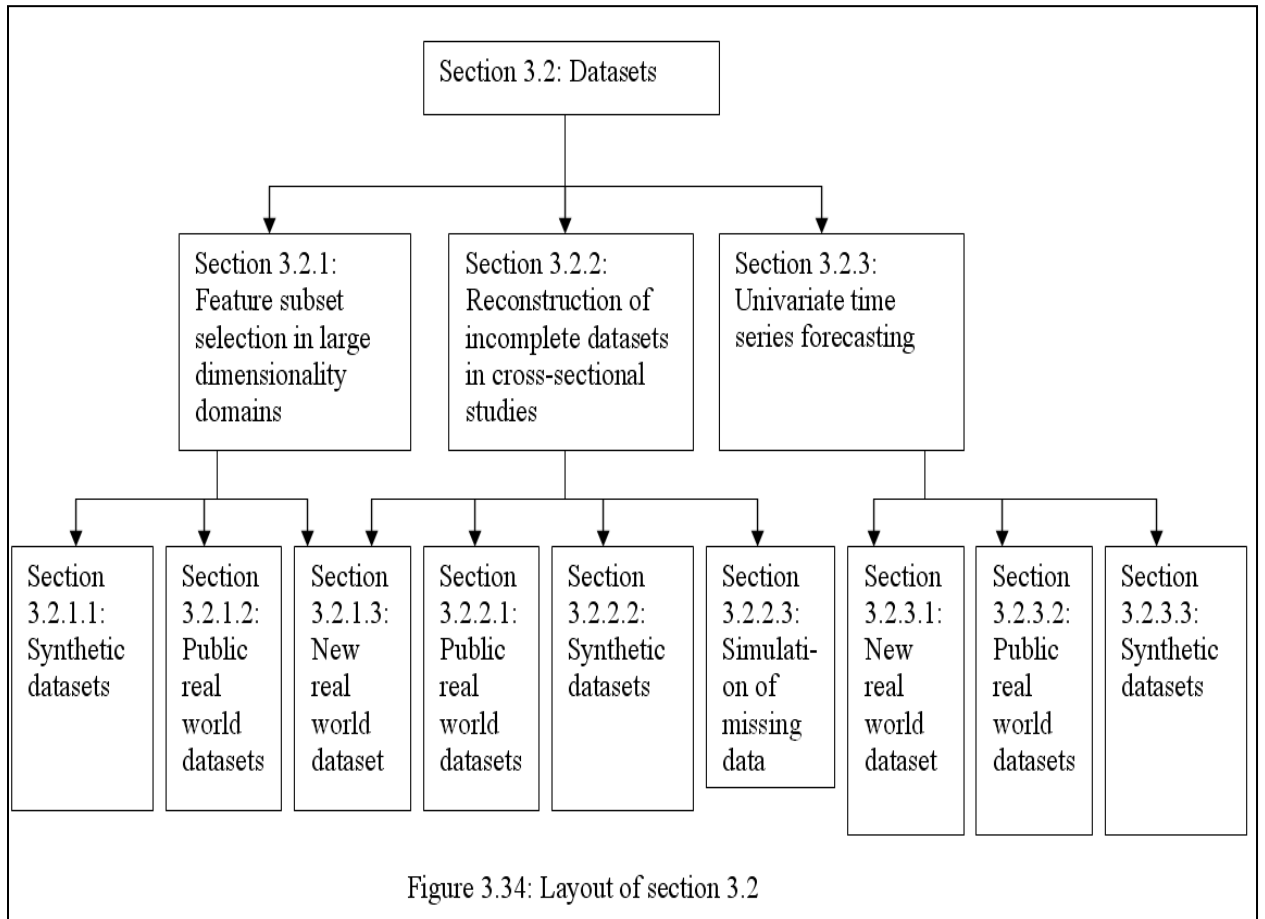 Section 3.2: Datasets
Section 3.2.1:
Feature subset
selection in large
dimensionality
domains
Section 3.2.2:
Reconstruction of
incomplete datasets
in cross-sectional
studies
Section 3.2.3:
Univariate time
series forecasting
Section
3.2.1.1:
Synthetic
datasets
Section
3.2.1.2:
Public
real
world
datasets
Section
3.2.1.3:
New
real
world
dataset
Section
3.2.2.1:
Public
real
world
datasets
Section
3.2.2.2:
Synthetic
datasets
Section
3.2.2.3:
Simulati-
on of
missing
data
Section
3.2.3.1:
New
real
world
dataset
Section
3.2.3.2:
Public
real
world
datasets
Section
3.2.3.3:
Synthetic
datasets
Figure 3.34: Layout of section 3.2